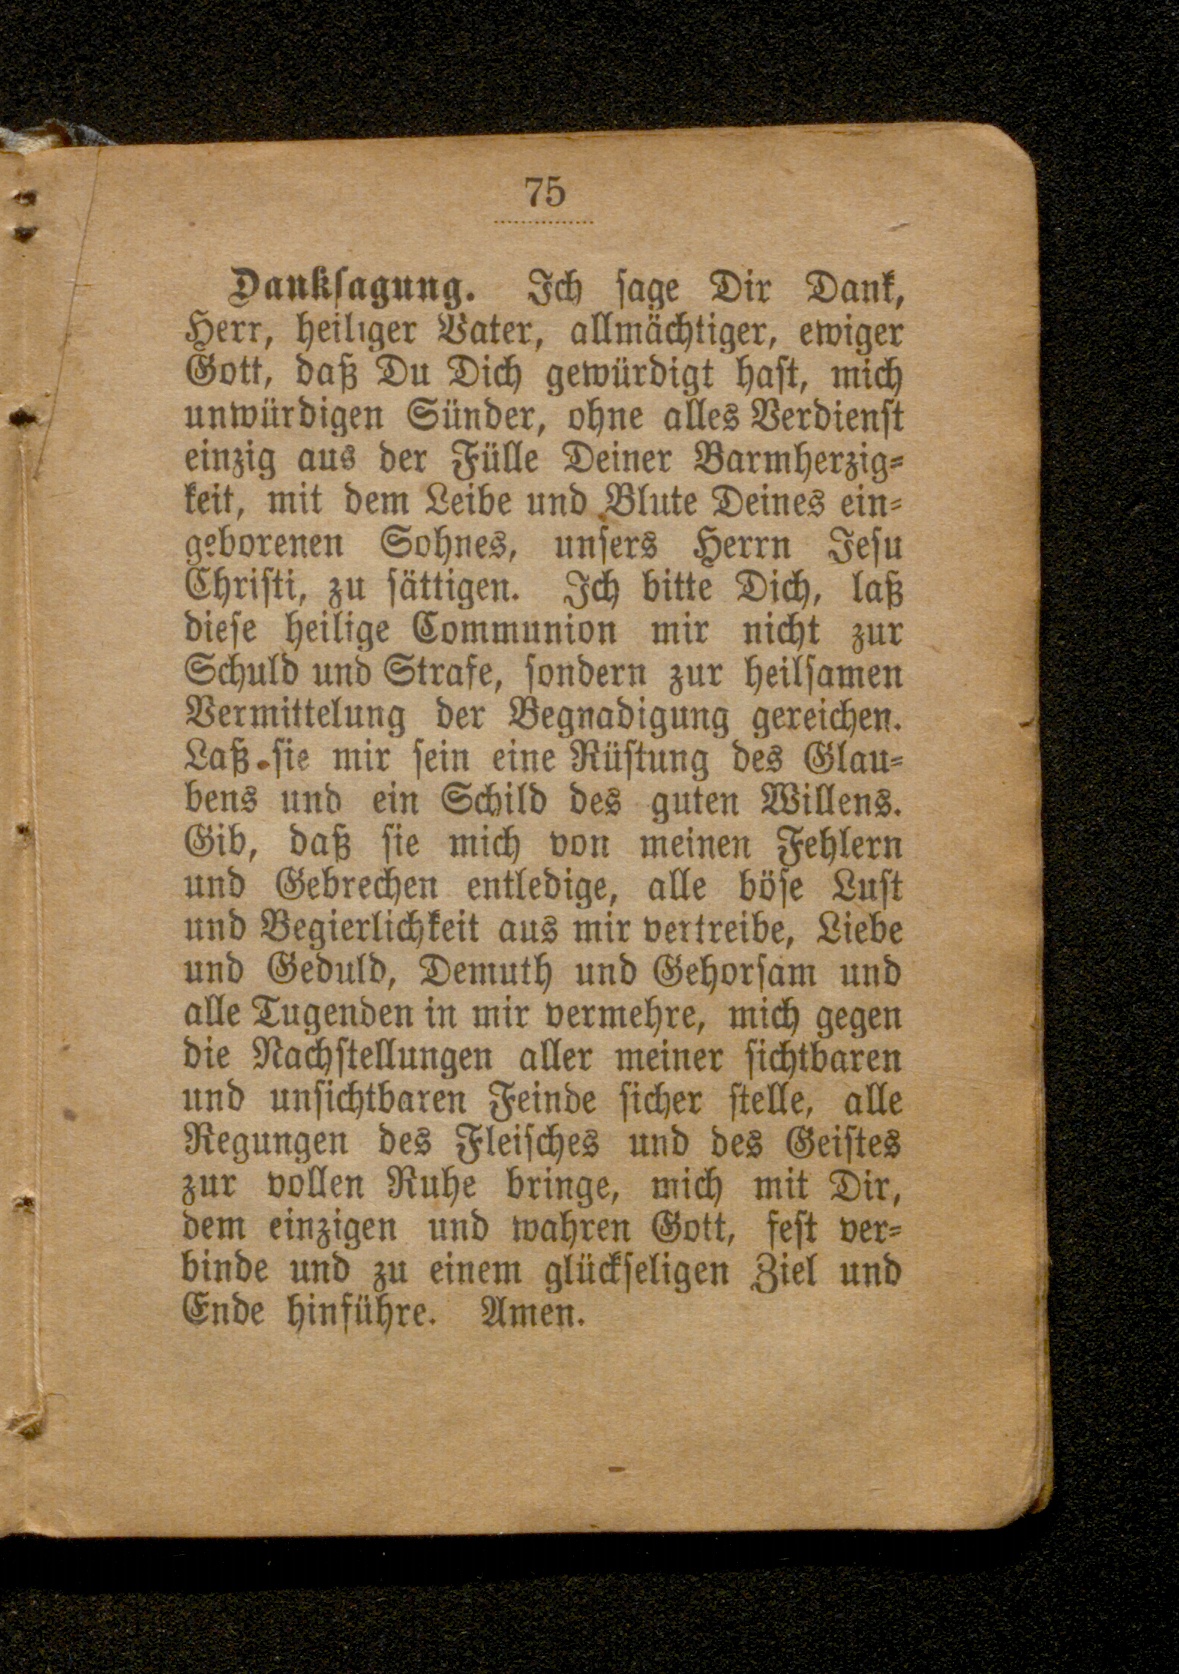 75
Danksagung. Ich sage Dir Dank,
Herr, heiliger Vater, allmächtiger, ewiger
Gott, daß Du Dich gewürdigt hast, mich
unwürdigen Sünder, ohne alles Verdienst
einzig aus der Fülle Deiner Barmherzig-
keit, mit dem Leibe und Blute Deines ein-
geborenen Sohnes, unsers Herrn Jesu
Christi, zu sättigen. Ich bitte Dich, laß
diese heilige Communion mir nicht zur
Schuld und Strafe, sondern zur heilsamen
Vermittelung der Begnadigung gereichen.
Laß sie mir sein eine Rüstung des Glau-
bens und ein Schild des guten Willens.
Gib, daß sie mich von meinen Fehlern
und Gebrechen entledige, alle böse Lust
und Begierlichkeit aus mir vertreibe, Liebe
und Geduld, Demuth und Gehorsam und
alle Tugenden in mir vermehre, mich gegen
die Nachstellungen aller meiner sichtbaren
und unsichtbaren Feinde sicher stelle, alle
Regungen des Fleisches und des Geistes
zur vollen Ruhe bringe, mich mit Dir,
dem einzigen und wahren Gott, fest ver-
binde und zu einem glückseligen Ziel und
Ende hinführe. Amen.